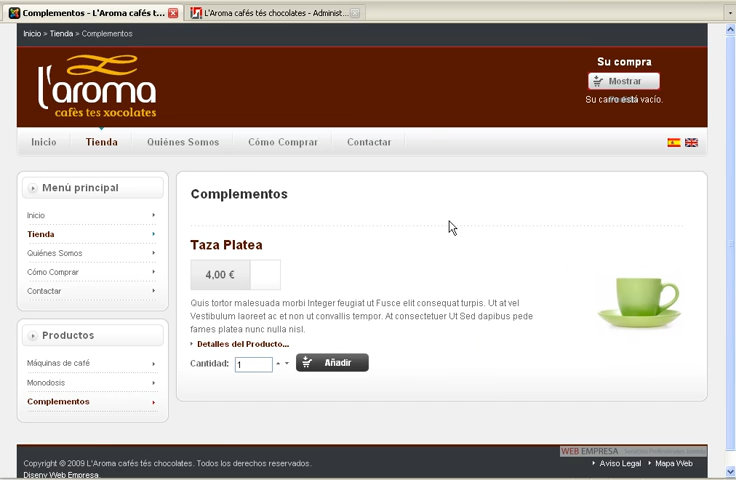 Complementos - L'Aroma cafés t...
L'Aroma cafés tés chocolates - Administ...
Inicio > Tienda > Complementos
l'aroma
cafès tes xocolates
Su compra
Mostrar
Su carro está vacío.
Inicio
Tienda
Quiénes Somos
Cómo Comprar
Contactar
Menú principal
Inicio
Tienda
Quiénes Somos
Cómo Comprar
Contactar
Productos
Máquinas de café
Monodosis
Complementos
Complementos
Taza Platea
4,00 €
Quis tortor malesuada morbi Integer feugiat ut Fusce elit consequat turpis. Ut at vel
Vestibulum laoreet ac et non ut convallis tempor. At consectetuer Ut Sed dapibus pede
fames platea nunc nulla nisl.
Detalles del Producto...
Cantidad: 1 Añadir
WEB EMPRESA
Copyright © 2009 L'Aroma cafés tés chocolates. Todos los derechos reservados.
Diseny Web Empresa.
Aviso Legal Mapa Web